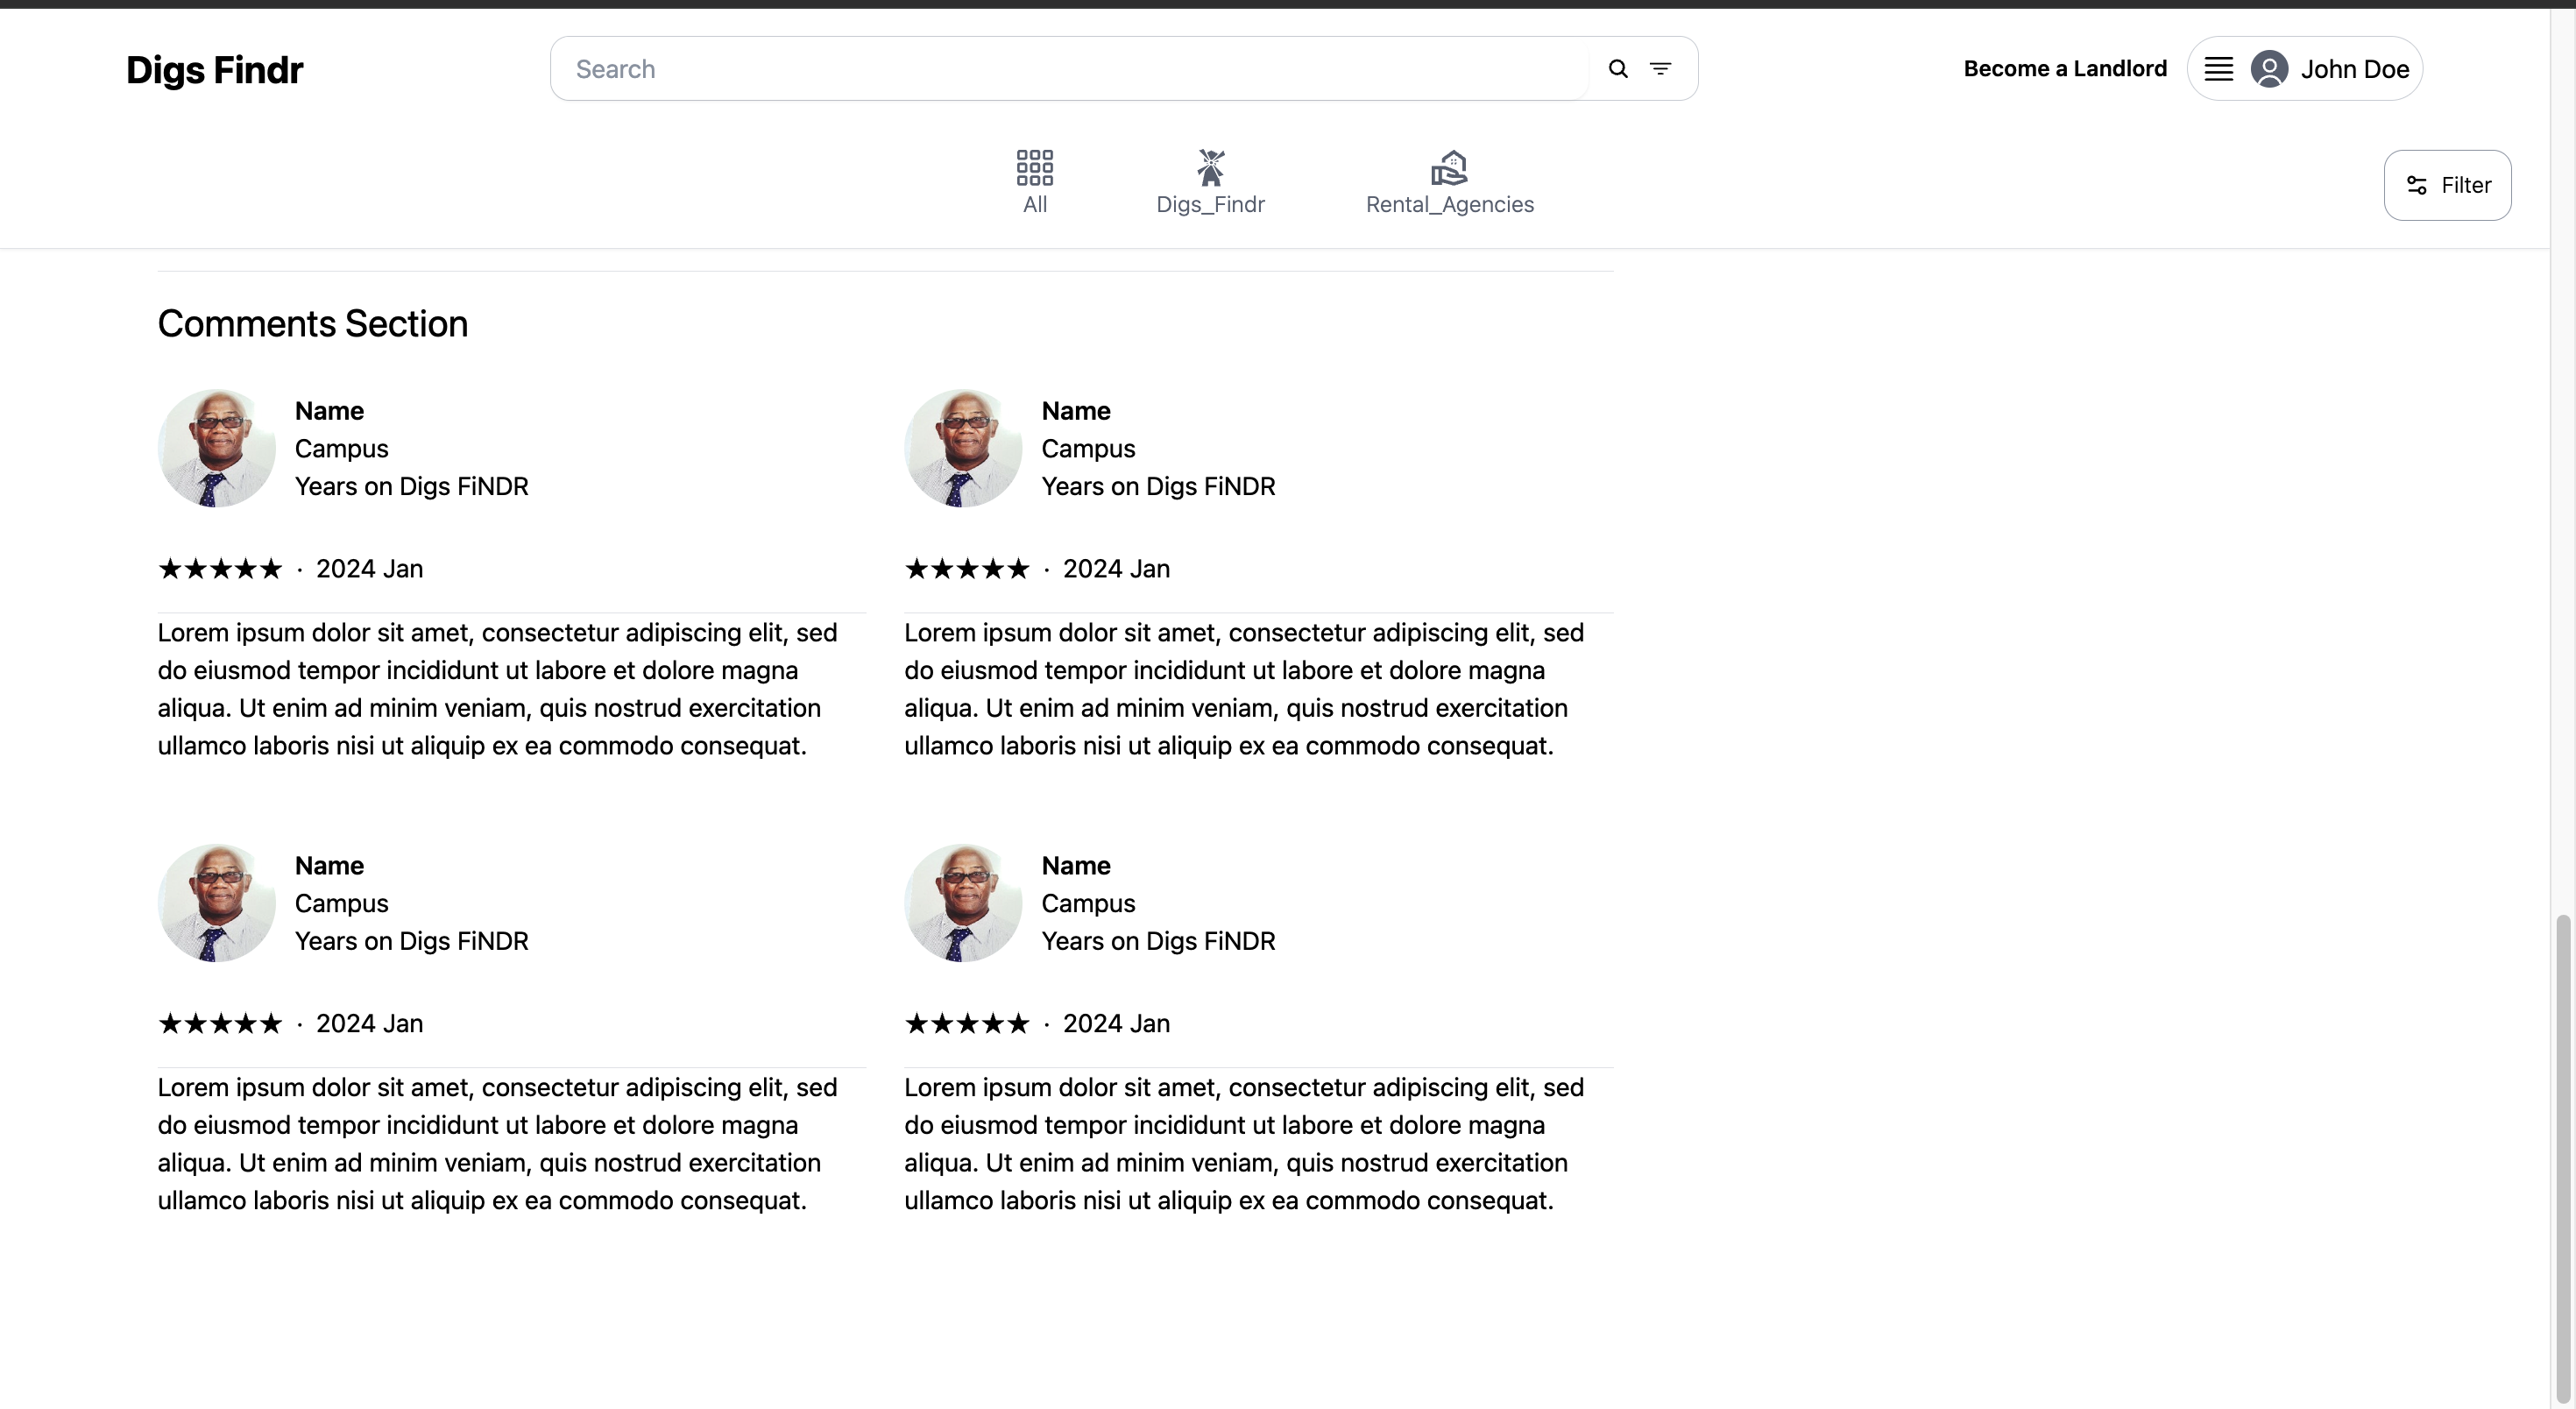 Digs Findr
Search
Become a Landlord
John Doe
All
Digs_Findr
Rental_Agencies
Filter
Comments Section
Name
Campus
Years on Digs FiNDR
★★★★★ · 2024 Jan
Lorem ipsum dolor sit amet, consectetur adipiscing elit, sed
do eiusmod tempor incididunt ut labore et dolore magna
aliqua. Ut enim ad minim veniam, quis nostrud exercitation
ullamco laboris nisi ut aliquip ex ea commodo consequat.
Name
Campus
Years on Digs FiNDR
★★★★★ · 2024 Jan
Lorem ipsum dolor sit amet, consectetur adipiscing elit, sed
do eiusmod tempor incididunt ut labore et dolore magna
aliqua. Ut enim ad minim veniam, quis nostrud exercitation
ullamco laboris nisi ut aliquip ex ea commodo consequat.
Name
Campus
Years on Digs FiNDR
★★★★★ · 2024 Jan
Lorem ipsum dolor sit amet, consectetur adipiscing elit, sed
do eiusmod tempor incididunt ut labore et dolore magna
aliqua. Ut enim ad minim veniam, quis nostrud exercitation
ullamco laboris nisi ut aliquip ex ea commodo consequat.
Name
Campus
Years on Digs FiNDR
★★★★★ · 2024 Jan
Lorem ipsum dolor sit amet, consectetur adipiscing elit, sed
do eiusmod tempor incididunt ut labore et dolore magna
aliqua. Ut enim ad minim veniam, quis nostrud exercitation
ullamco laboris nisi ut aliquip ex ea commodo consequat.